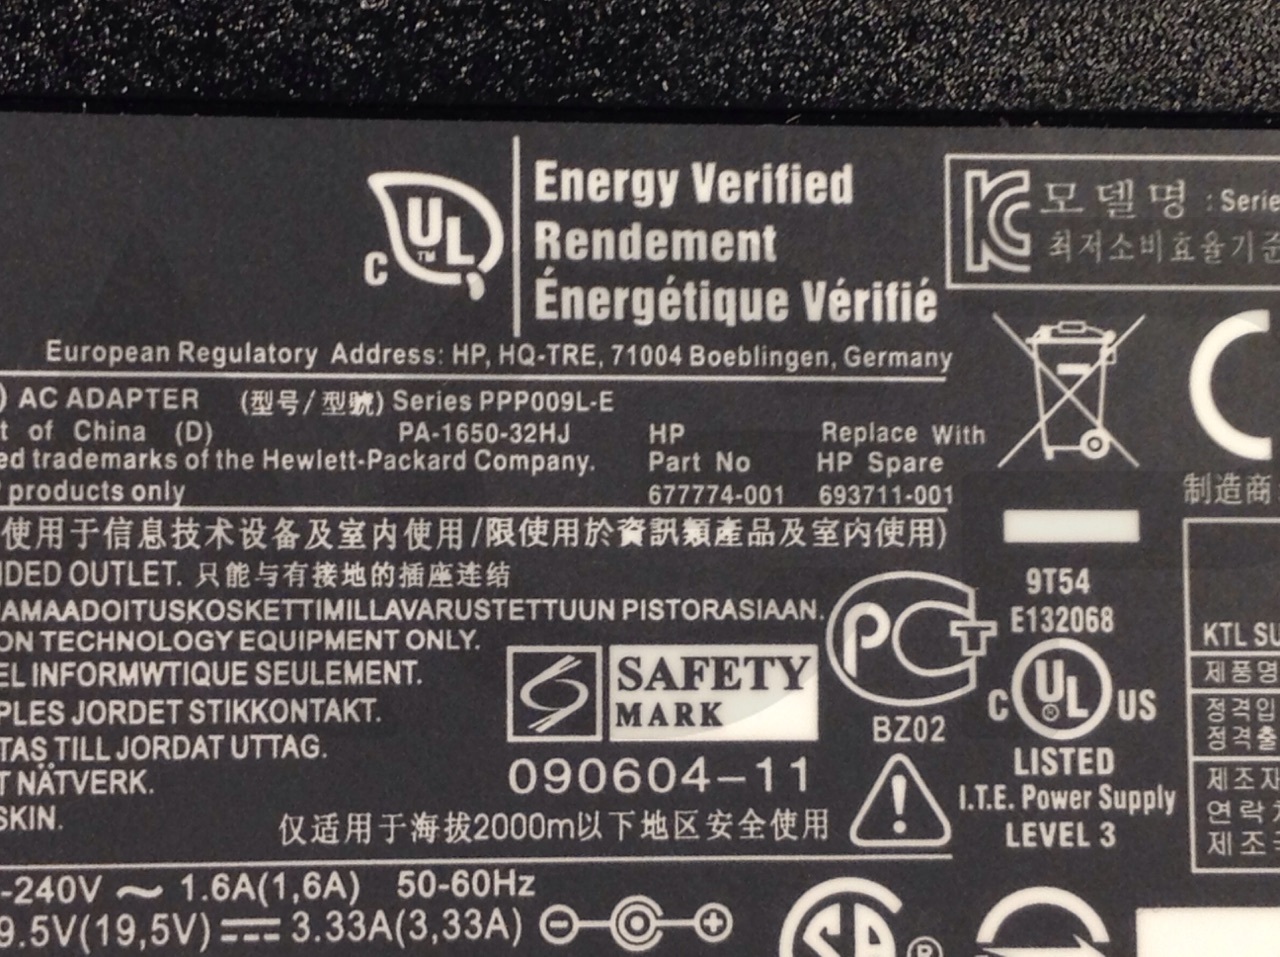 Energy Verified
Rendement
Énergétique Vérifié
C UL TM
모델명 : Serie
최저소비효율기준
European Regulatory Address: HP, HQ-TRE, 71004 Boeblingen, Germany
) AC ADAPTER (型号/型號) Series PPP009L-E
t of China (D) PA-1650-32HJ
ed trademarks of the Hewlett-Packard Company.
products only
HP
Part No
677774-001
Replace With
HP Spare
693711-001
制造商
使用于信息技术设备及室内使用/限使用於資訊類產品及室内使用)
DED OUTLET. 只能与有接地的插座连结
AMAADOITUSKOSKETTIMILLAVARUSTETTUUN PISTORASIAAN.
ON TECHNOLOGY EQUIPMENT ONLY.
EL INFORMWTIQUE SEULEMENT.
PLES JORDET STIKKONTAKT.
TAS TILL JORDAT UTTAG.
T NÄTVERK.
SKIN.
SAFETY
MARK
090604-11
仅适用于海拔2000m以下地区安全使用
PCT
BZ02
9T54
E132068
C UL ® US
LISTED
I.T.E. Power Supply
LEVEL 3
KTL SU
제품명
정격입
정격출
제조자
연락처
제조
-240V ~ 1.6A(1,6A) 50-60Hz
9.5V(19,5V) ⎓ 3.33A(3,33A)
SA ®